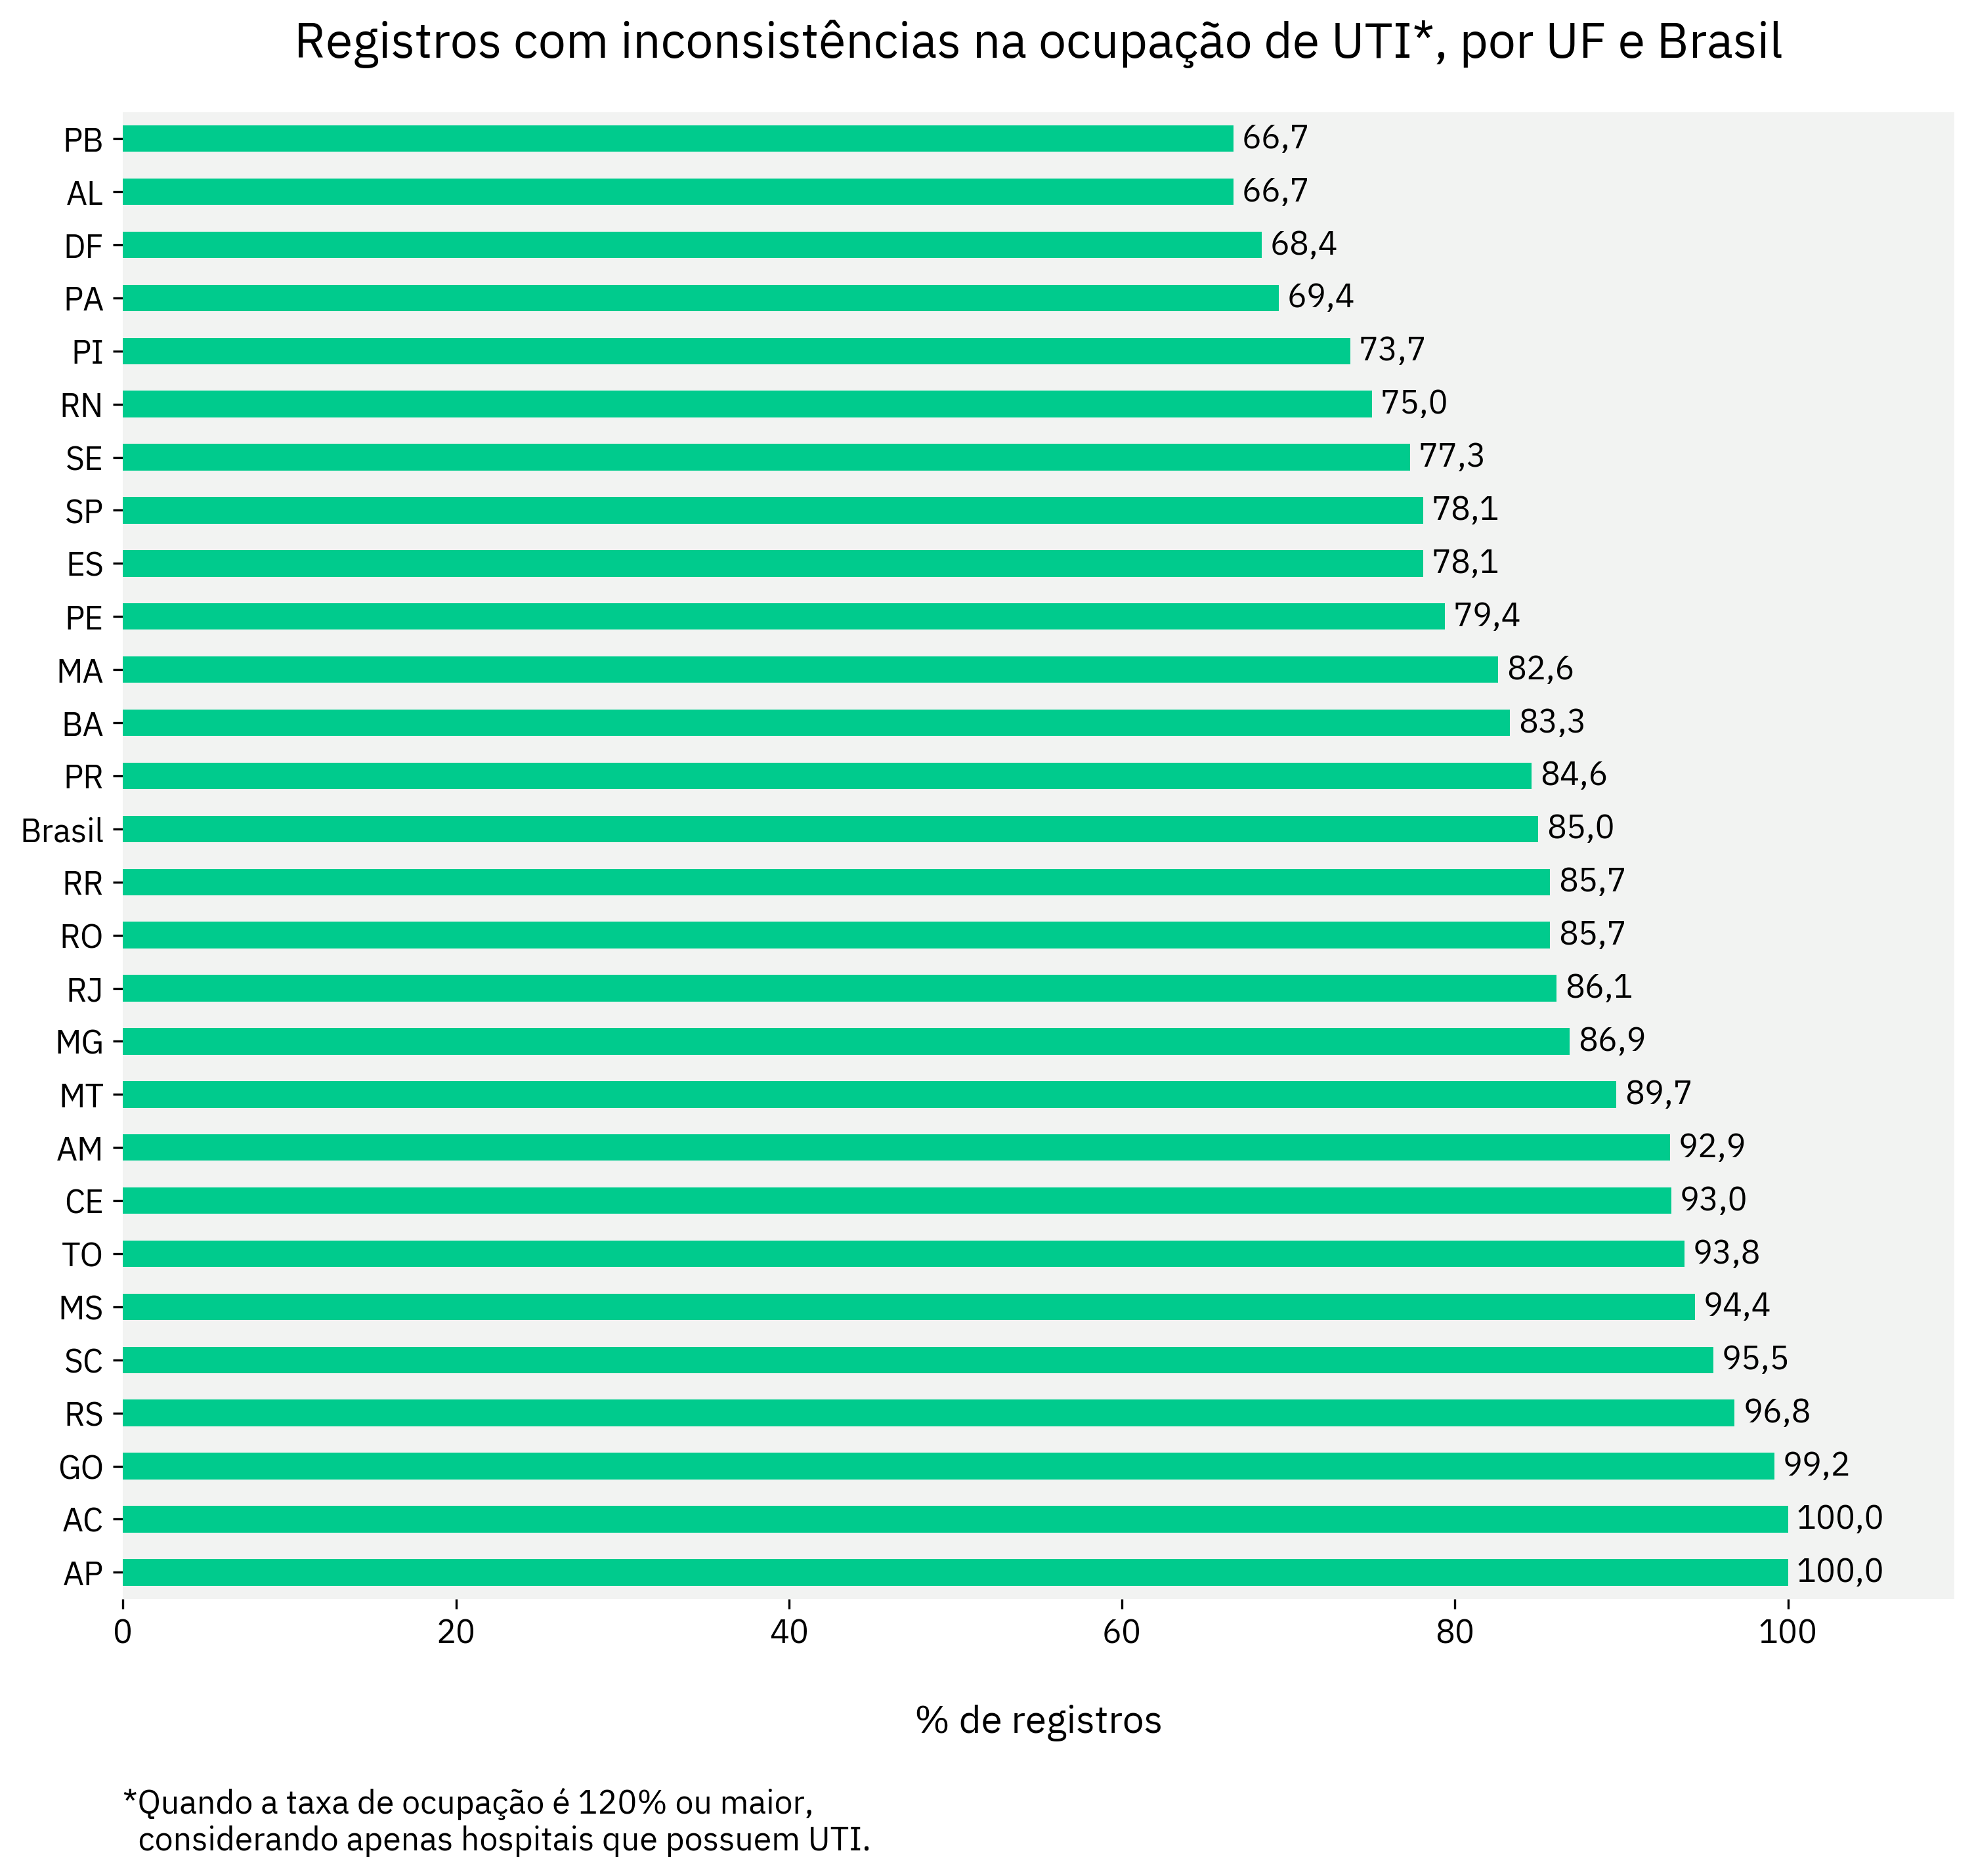 Registros com inconsistências na ocupação de UTI*, por UF e Brasil
PB 66,7
AL 66,7
DF 68,4
PA 69,4
PI 73,7
RN 75,0
SE 77,3
SP 78,1
ES 78,1
PE 79,4
MA 82,6
BA 83,3
PR 84,6
Brasil 85,0
RR 85,7
RO 85,7
RJ 86,1
MG 86,9
MT 89,7
AM 92,9
CE 93,0
TO 93,8
MS 94,4
SC 95,5
RS 96,8
GO 99,2
AC 100,0
AP 100,0
0 20 40 60 80 100
% de registros
*Quando a taxa de ocupação é 120% ou maior,
considerando apenas hospitais que possuem UTI.